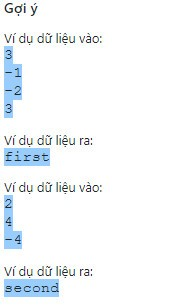 Gợi ý
Ví dụ dữ liệu vào:
3
-1
-2
3
Ví dụ dữ liệu ra:
first
Ví dụ dữ liệu vào:
2
4
-4
Ví dụ dữ liệu ra:
second